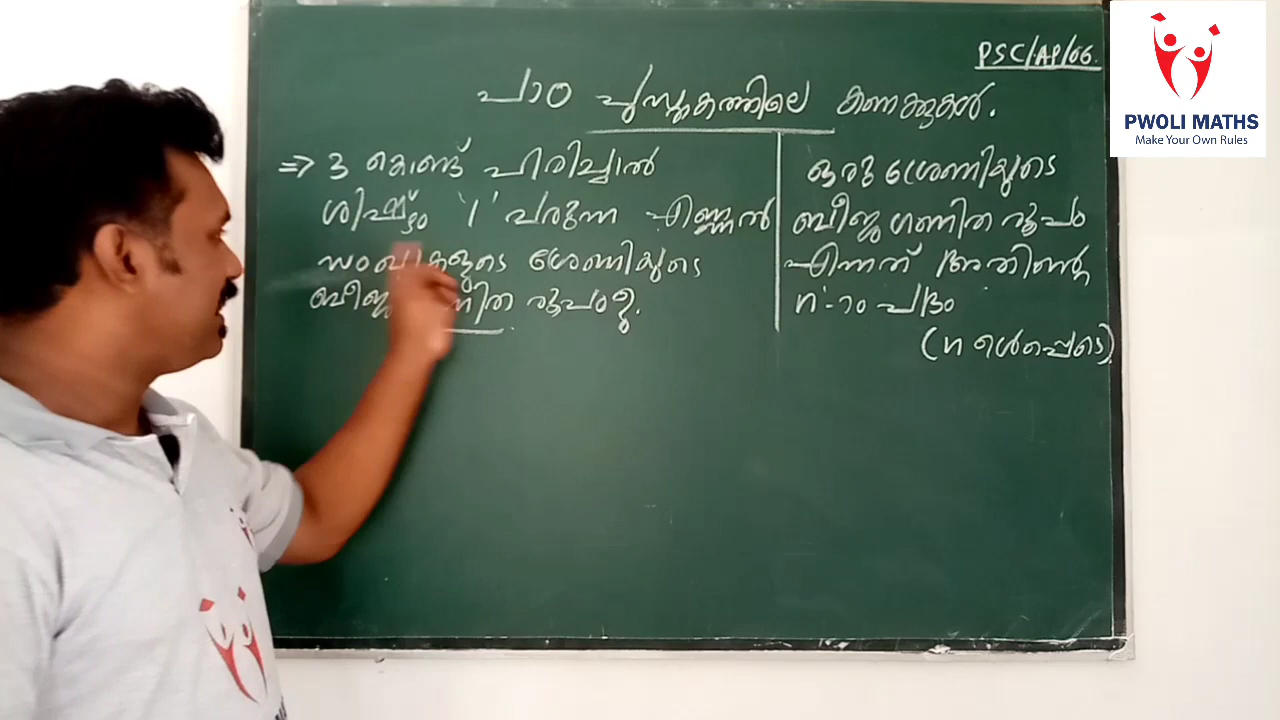 PSC/AP/06.
PWOLI MATHS
Make Your Own Rules
പാഠ പുസ്തകത്തിലെ കണക്കുകൾ.
⇒ 3 കൊണ്ട് ഹരിച്ചാൽ
ശിഷ്ടം '1' വരുന്ന എണ്ണൽ
സംഖ്യകളുടെ ശ്രേണിയുടെ
രൂപം?
ഒരു ശ്രേണിയുടെ
ബീജഗണിത രൂപം
എന്നത് അതിന്റെ
n-ാം പദം
(n ഉൾപ്പെടെ)